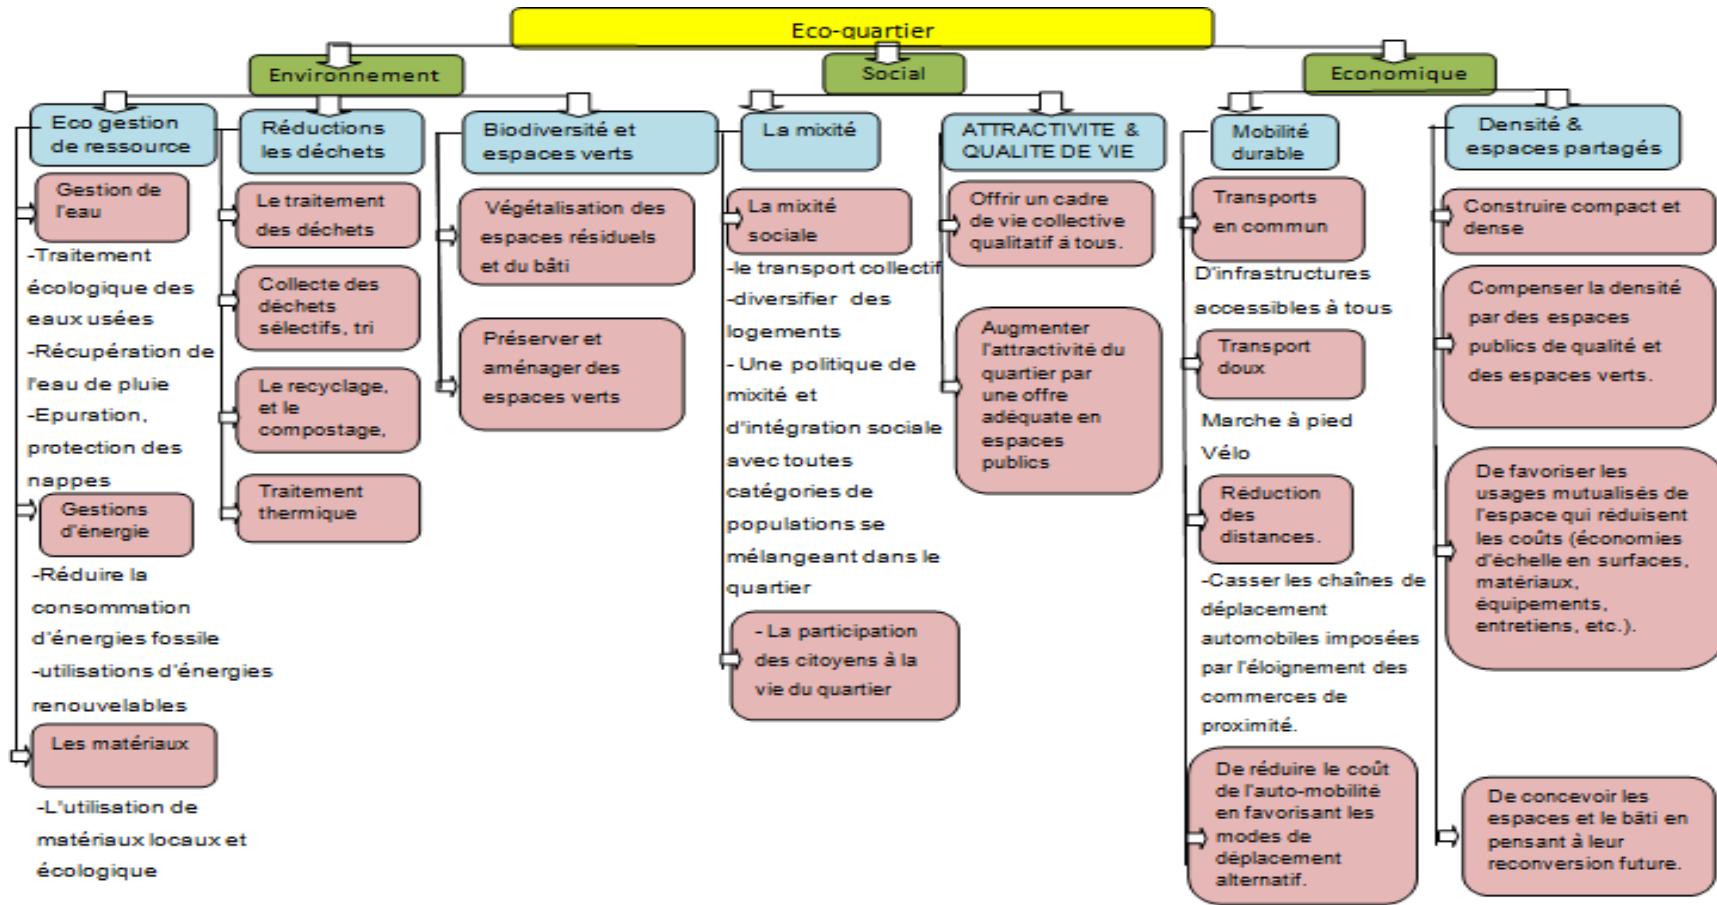 Eco-quartier
Environnement
Social
Economique
Eco gestion
de ressource
Gestion de
l'eau
-Traitement
écologique des
eaux usées
-Récupération de
l'eau de pluie
-Epuration,
protection des
nappes
Gestions
d'énergie
-Réduire la
consommation
d'énergies fossile
-utilisations d'énergies
renouvelables
Les matériaux
-L'utilisation de
matériaux locaux et
écologique
Réductions
les déchets
Le traitement
des déchets
Collecte des
déchets
sélectifs, tri
Le recyclage,
et le
compostage,
Traitement
thermique
Biodiversité et
espaces verts
Végétalisation des
espaces résiduels
et du bâti
Préserver et
aménager des
espaces verts
La mixité
La mixité
sociale
-le transport collectif
-diversifier des
logements
- Une politique de
mixité et
d'intégration sociale
avec toutes
catégories de
populations se
mélangeant dans le
quartier
- La participation
des citoyens à la
vie du quartier
ATTRACTIVITE &
QUALITE DE VIE
Offrir un cadre
de vie collective
qualitatif á tous.
Augmenter
l'attractivité du
quartier par
une offre
adéquate en
espaces
publics
Mobilité
durable
Transports
en commun
D'infrastructures
accessibles à tous
Transport
doux
Marche à pied
Vélo
Réduction
des
distances.
-Casser les chaînes de
déplacement
automobiles imposées
par l'éloignement des
commerces de
proximité.
De réduire le coût
de l'auto-mobilité
en favorisant les
modes de
déplacement
alternatif.
Densité &
espaces partagés
Construire compact et
dense
Compenser la densité
par des espaces
publics de qualité et
des espaces verts.
De favoriser les
usages mutualisés de
l'espace qui réduisent
les coûts (économies
d'échelle en surfaces,
matériaux,
équipements,
entretiens, etc.).
De concevoir les
espaces et le bâti en
pensant à leur
reconversion future.